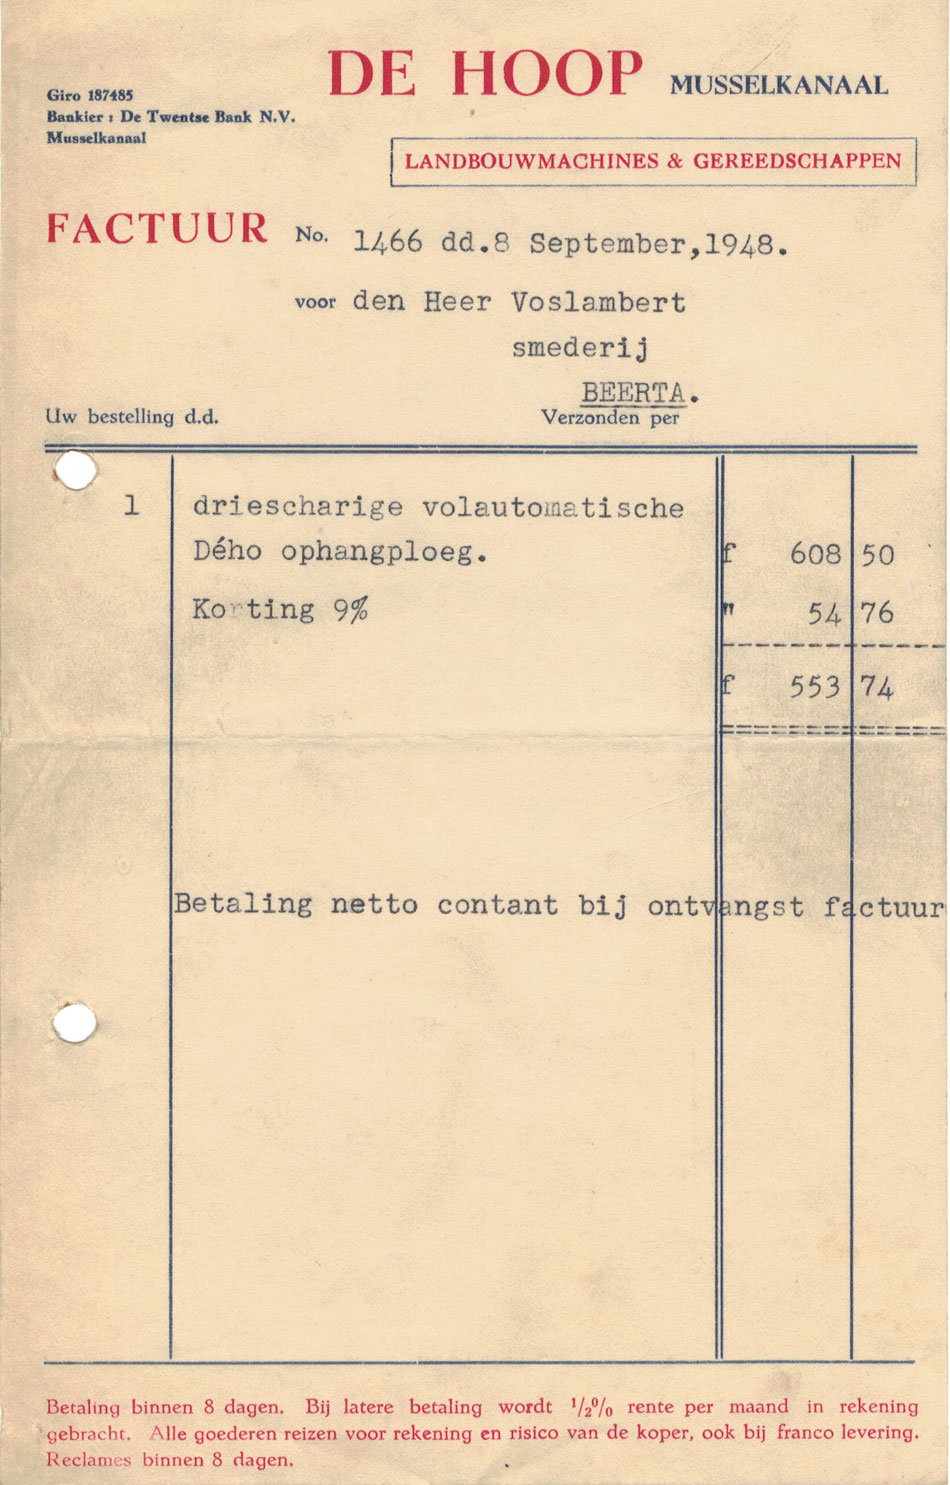 DE HOOP MUSSELKANAAL
Giro 187485
Bankier : De Twentse Bank N.V.
Musselkanaal
LANDBOUWMACHINES & GEREEDSCHAPPEN
FACTUUR No. 1466 dd.8 September,1948.
voor den Heer Voslambert
smederij
BEERTA.
Uw bestelling d.d. Verzonden per
1 driescharige volautomatische
Dého ophangploeg. f 608 50
Korting 9% " 54 76
f 553 74
Betaling netto contant bij ontvangst factuur
Betaling binnen 8 dagen. Bij latere betaling wordt ½% rente per maand in rekening
gebracht. Alle goederen reizen voor rekening en risico van de koper, ook bij franco levering.
Reclames binnen 8 dagen.